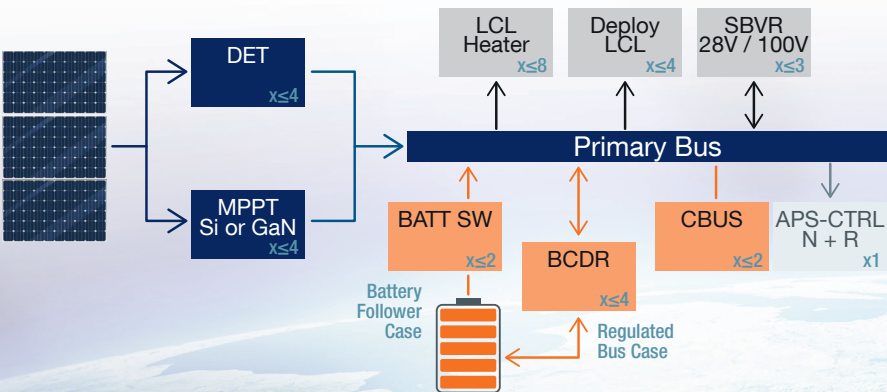 LCL
Heater
x≤8
Deploy
LCL
x≤4
SBVR
28V / 100V
x≤3
DET
x≤4
Primary Bus
MPPT
Si or GaN
x≤4
BATT SW
x≤2
BCDR
x≤4
CBUS
x≤2
APS-CTRL
N + R
x1
Battery
Follower
Case
Regulated
Bus Case